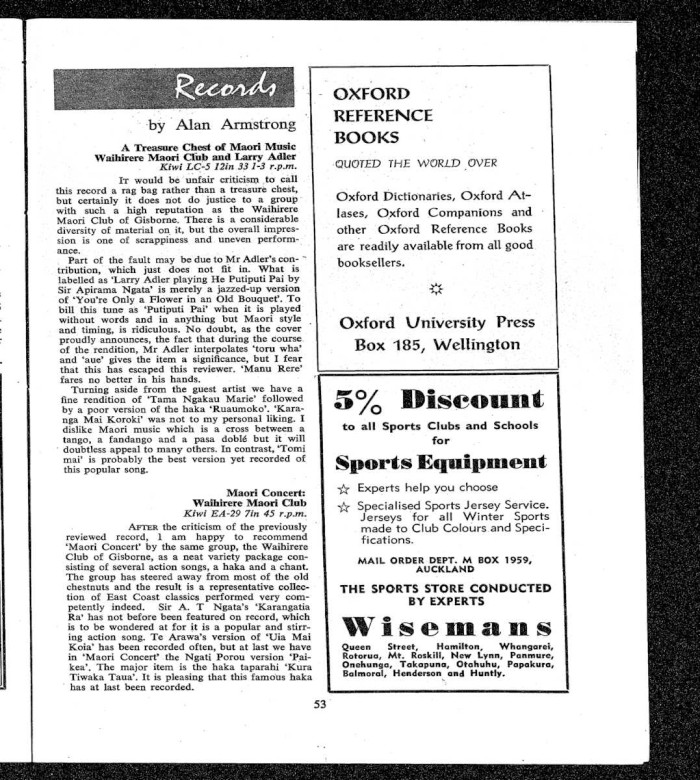 Records
by Alan Armstrong
A Treasure Chest of Maori Music
Waihirere Maori Club and Larry Adler
Kiwi LC-5 12in 33 1-3 r.p.m.
IT would be unfair criticism to call
this record a rag bag rather than a treasure chest,
but certainly it does not do justice to a group
with such a high reputation as the Waihirere
Maori Club of Gisborne. There is a considerable
diversity of material on it, but the overall impres-
sion is one of scrappiness and uneven perform-
ance.
Part of the fault may be due to Mr Adler's con-
tribution, which just does not fit in. What is
labelled as 'Larry Adler playing He Putiputi Pai by
Sir Apirama Ngata' is merely a jazzed-up version
of 'You're Only a Flower in an Old Bouquet'. To
bill this tune as 'Putiputi Pai' when it is played
without words and in anything but Maori style
and timing, is ridiculous. No doubt, as the cover
proudly announces, the fact that during the course
of the rendition, Mr Adler interpolates 'toru wha'
and 'aue' gives the item a significance, but I fear
that this has escaped this reviewer. 'Manu Rere'
fares no better in his hands.
Turning aside from the guest artist we have a
fine rendition of 'Tama Ngakau Marie' followed
by a poor version of the haka 'Ruaumoko'. 'Kara-
nga Mai Koroki' was not to my personal liking. I
dislike Maori music which is a cross between a
tango, a fandango and a pasa doblé but it will
doubtless appeal to many others. In contrast, 'Tomi
mai' is probably the best version yet recorded of
this popular song.
Maori Concert:
Waihirere Maori Club
Kiwi EA-29 7in 45 r.p.m.
AFTER the criticism of the previously
reviewed record, I am happy to recommend
'Maori Concert' by the same group, the Waihirere
Club of Gisborne, as a neat variety package con-
sisting of several action songs, a haka and a chant.
The group has steered away from most of the old
chestnuts and the result is a representative collec-
tion of East Coast classics performed very com-
petently indeed. Sir A. T Ngata's 'Karangatia
Ra' has not before been featured on record, which
is to be wondered at for it is a popular and stirr-
ing action song. Te Arawa's version of 'Uia Mai
Koia' has been recorded often, but at last we have
in 'Maori Concert' the Ngati Porou version 'Pai-
kea'. The major item is the haka taparahi 'Kura
Tiwaka Taua'. It is pleasing that this famous haka
has at last been recorded.
OXFORD
REFERENCE
BOOKS
QUOTED THE WORLD OVER
Oxford Dictionaries, Oxford At-
lases, Oxford Companions and
other Oxford Reference Books
are readily available from all good
booksellers.
Oxford University Press
Box 185, Wellington
5% Discount
to all Sports Clubs and Schools
for
Sports Equipment
☆ Experts help you choose
☆ Specialised Sports Jersey Service.
Jerseys for all Winter Sports
made to Club Colours and Speci-
fications.
MAIL ORDER DEPT. M BOX 1959,
AUCKLAND
THE SPORTS STORE CONDUCTED
BY EXPERTS
Wisemans
Queen Street, Hamilton, Whangarei,
Rotorua, Mt. Roskill, New Lynn, Panmure,
Onehunga, Takapuna, Otahuhu, Papakura,
Balmoral, Henderson and Huntly.
53